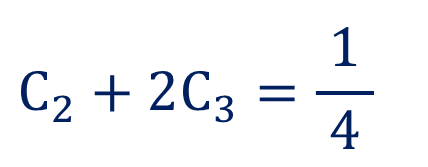 C₂ + 2C₃ = 1/4